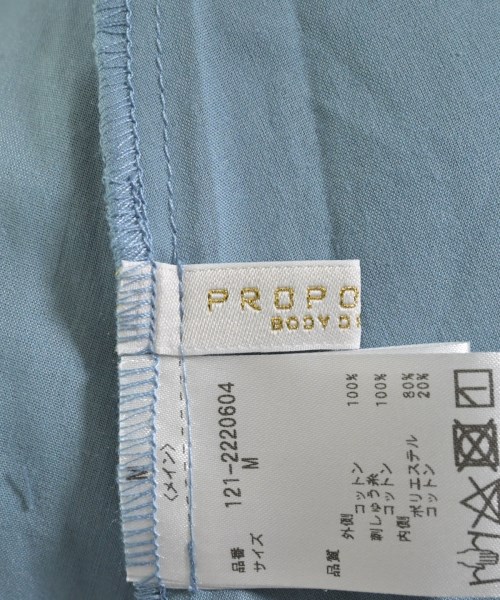 PROPO
BODY D
品番 121-2220604
サイズ M
〈メイン〉
品質 外側 コットン 100%
刺しゅう糸 コットン 100%
内側 ポリエステル 80%
コットン 20%